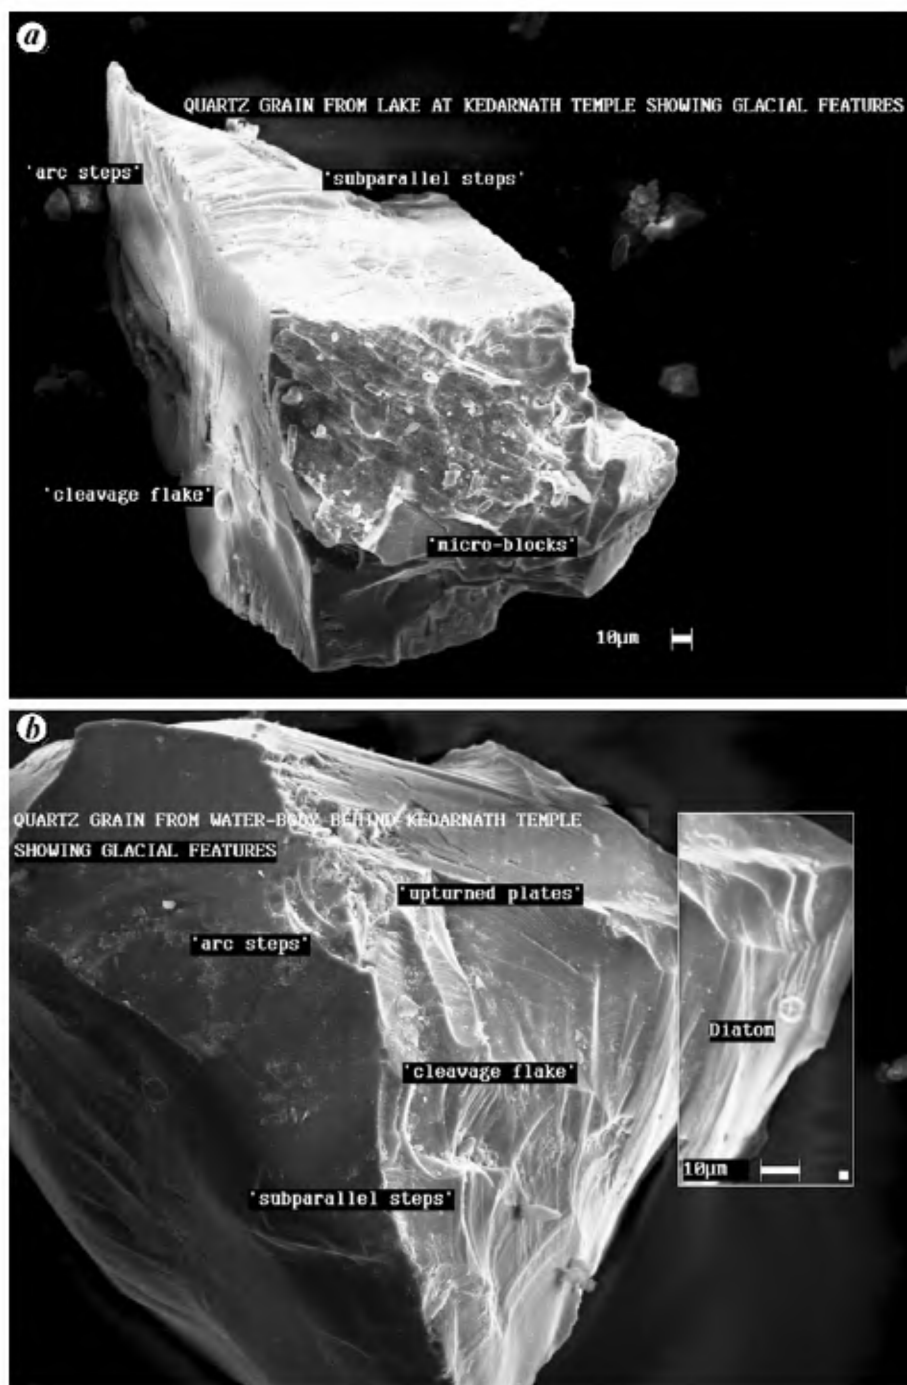 a
QUARTZ GRAIN FROM LAKE AT KEDARNATH TEMPLE SHOWING GLACIAL FEATURES
'arc steps'
'subparallel steps'
'cleavage flake'
'micro-blocks'
10µm
b
QUARTZ GRAIN FROM WATER-BODY BEHIND KEDARNATH TEMPLE
SHOWING GLACIAL FEATURES
'upturned plates'
'arc steps'
Diatom
'cleavage flake'
10µm
'subparallel steps'